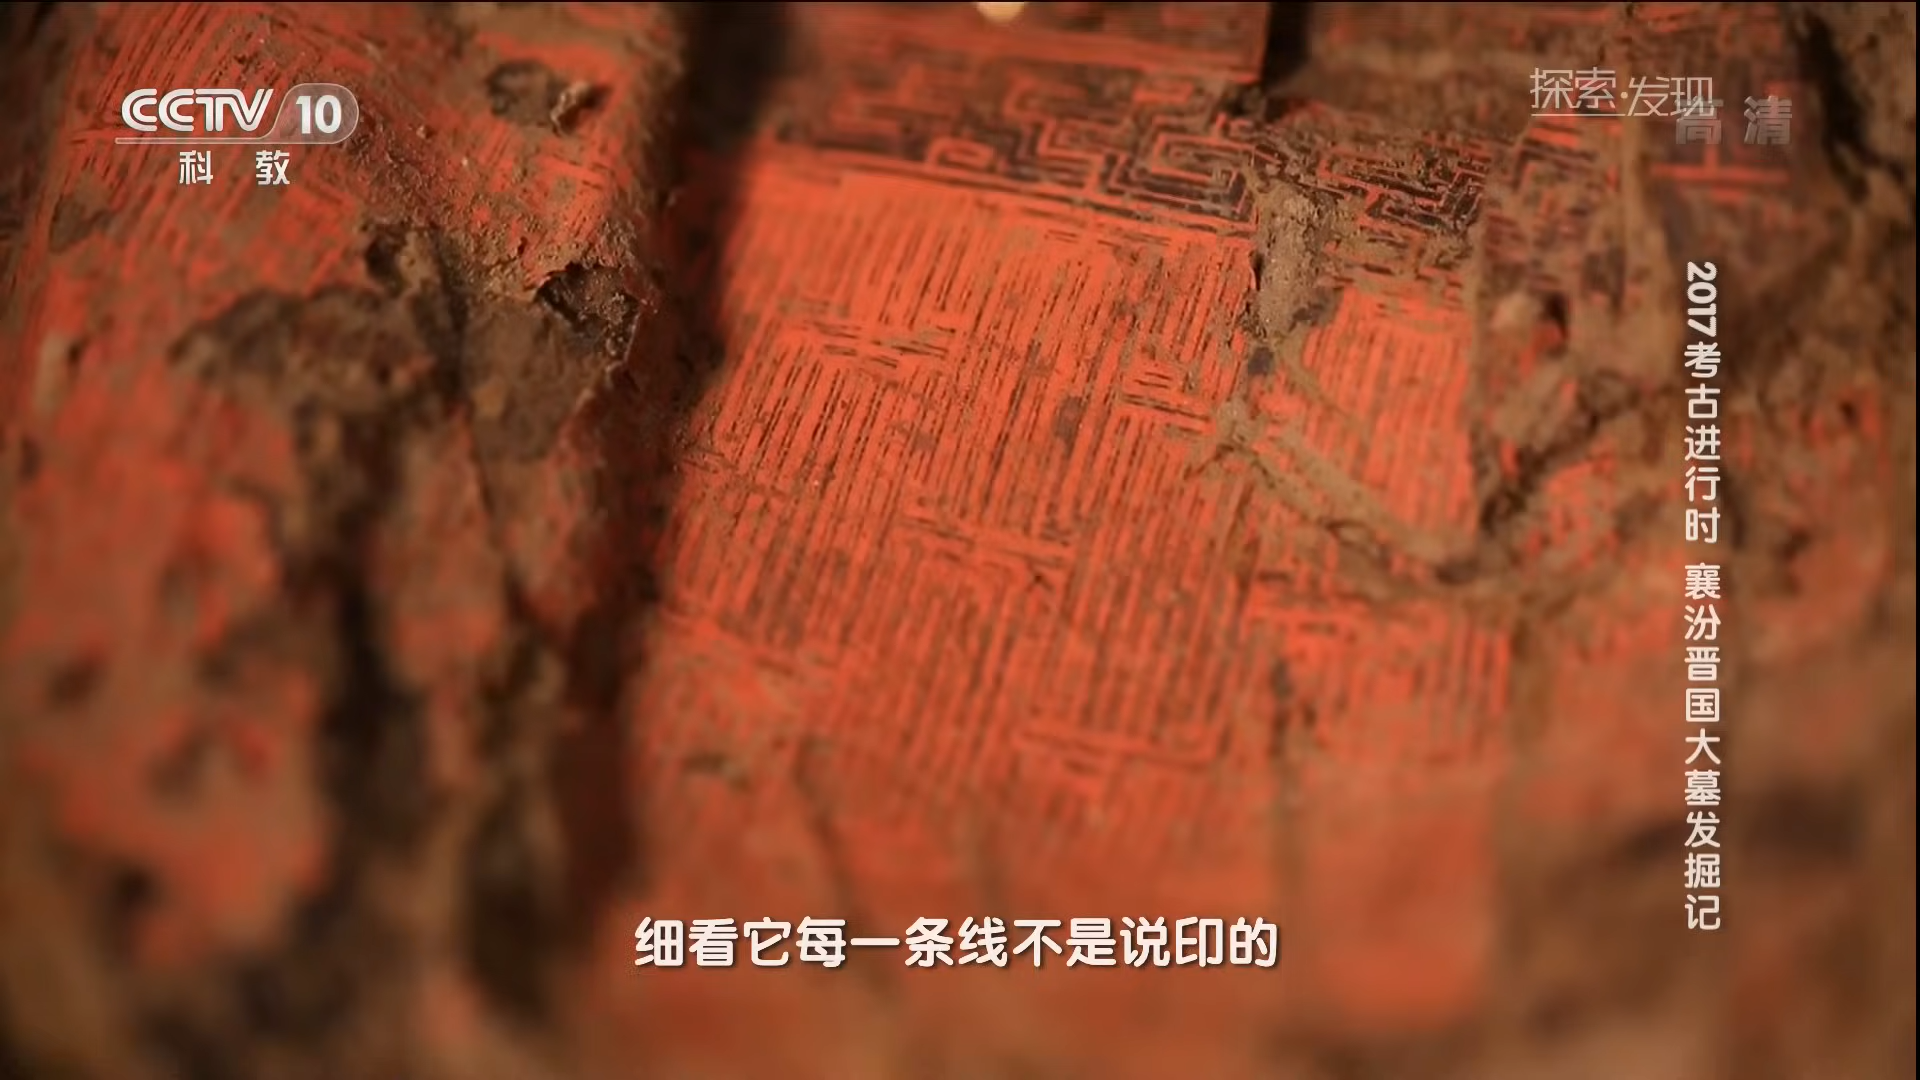 CCTV 10
科教
探索·发现
高清
2017考古进行时 襄汾晋国大墓发掘记
细看它每一条线不是说印的